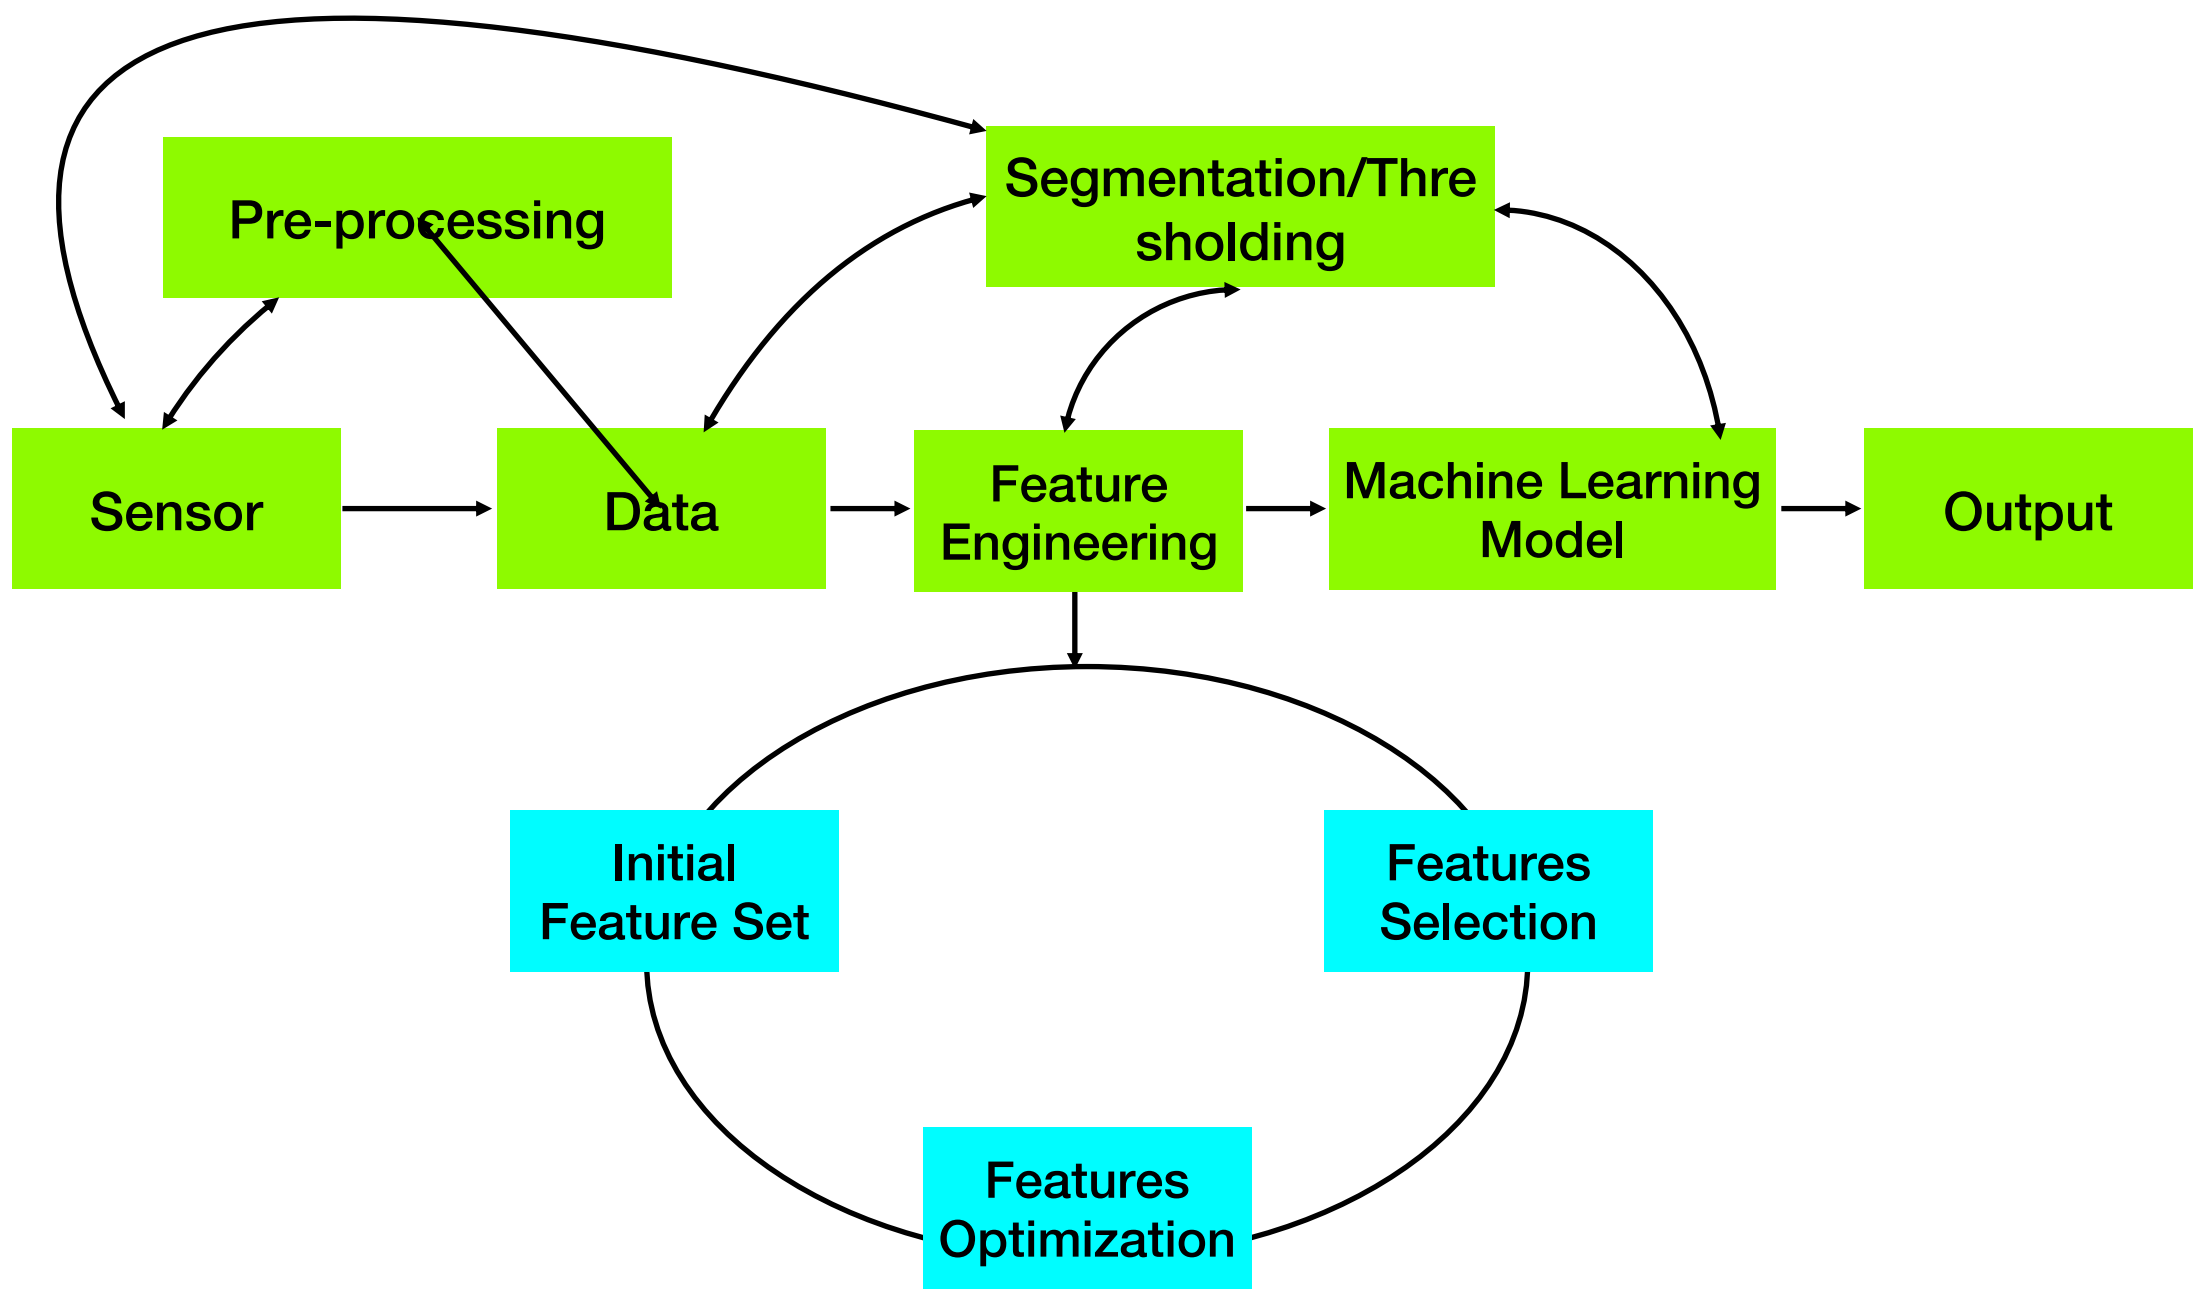 Pre-processing
Segmentation/Thre
sholding
Sensor
Data
Feature
Engineering
Machine Learning
Model
Output
Initial
Feature Set
Features
Selection
Features
Optimization